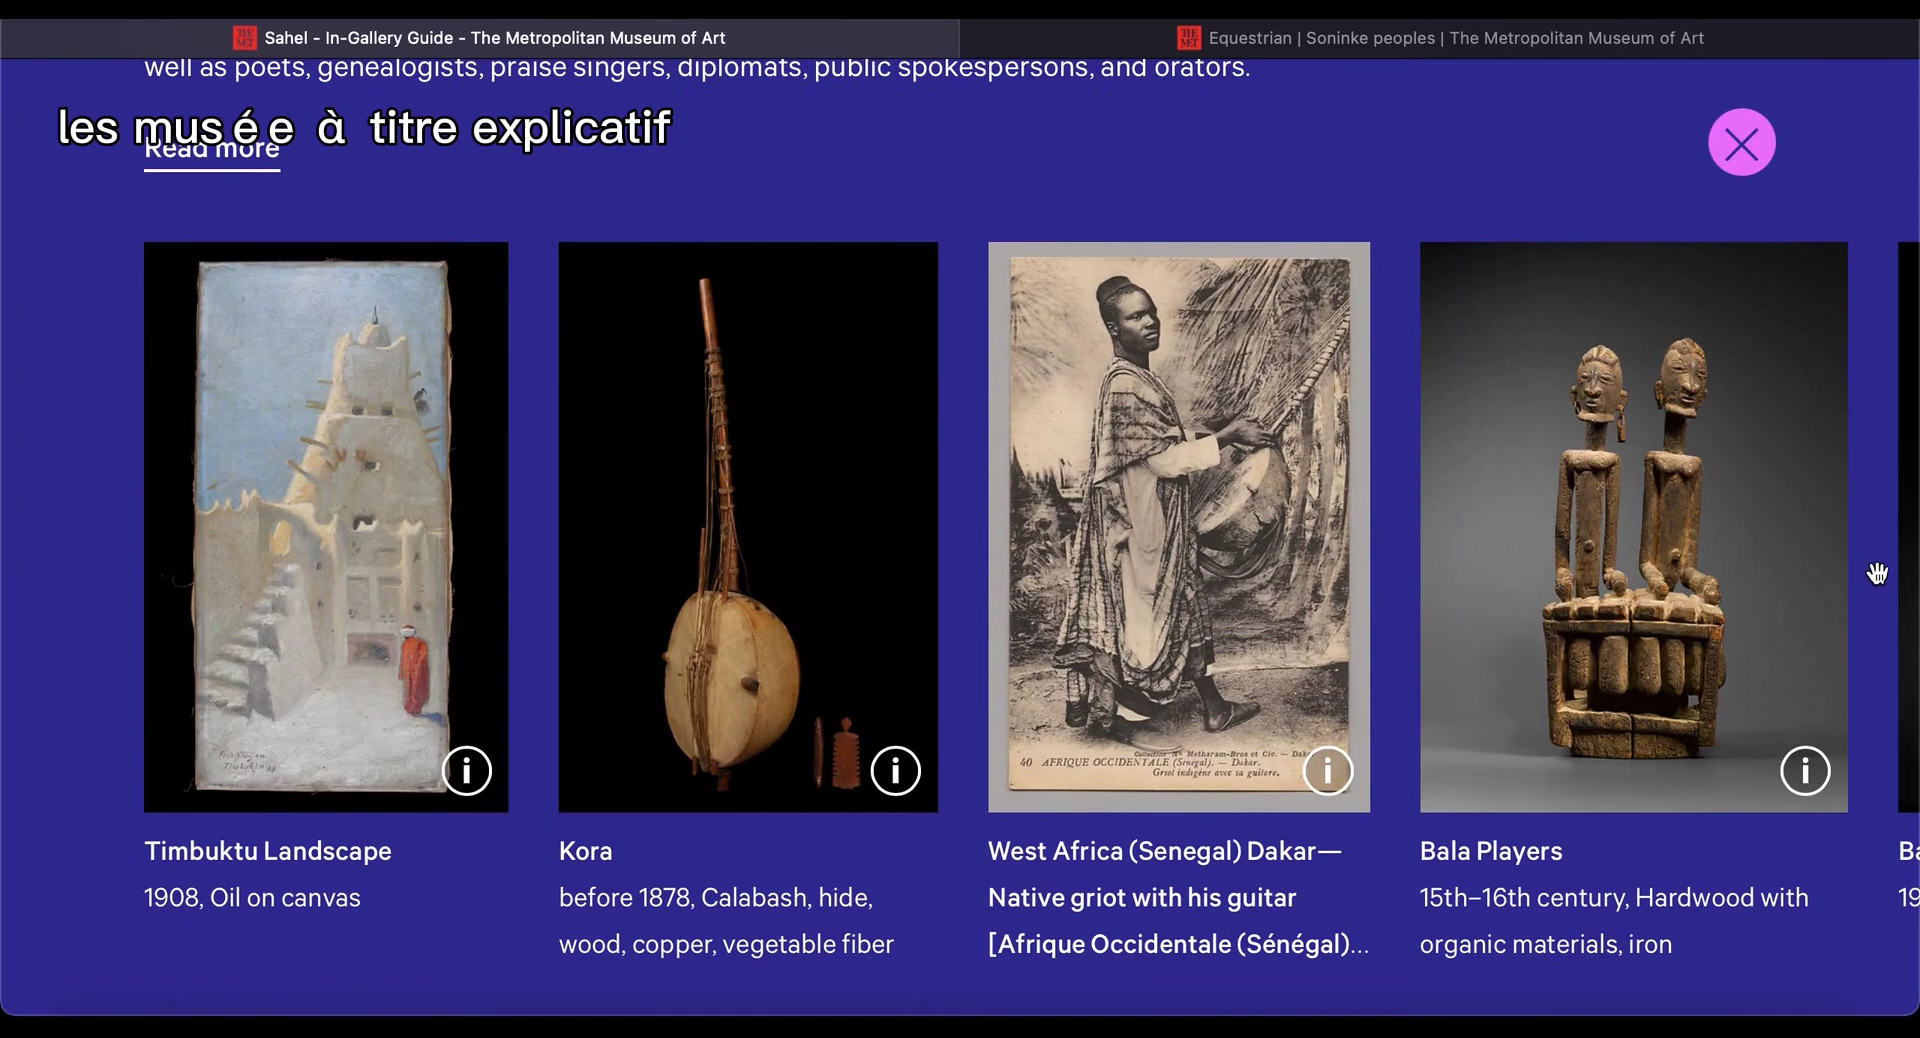 Sahel - In-Gallery Guide - The Metropolitan Museum of Art
Equestrian | Soninke peoples | The Metropolitan Museum of Art
well as poets, genealogists, praise singers, diplomats, public spokespersons, and orators.
les musée à titre explicatif
Read more
40 AFRIQUE OCCIDENTALE (Sénégal). — Dakar.
Griot indigène avec sa guitare.
Timbuktu Landscape
1908, Oil on canvas
Kora
before 1878, Calabash, hide,
wood, copper, vegetable fiber
West Africa (Senegal) Dakar—
Native griot with his guitar
[Afrique Occidentale (Sénégal)...
Bala Players
15th–16th century, Hardwood with
organic materials, iron